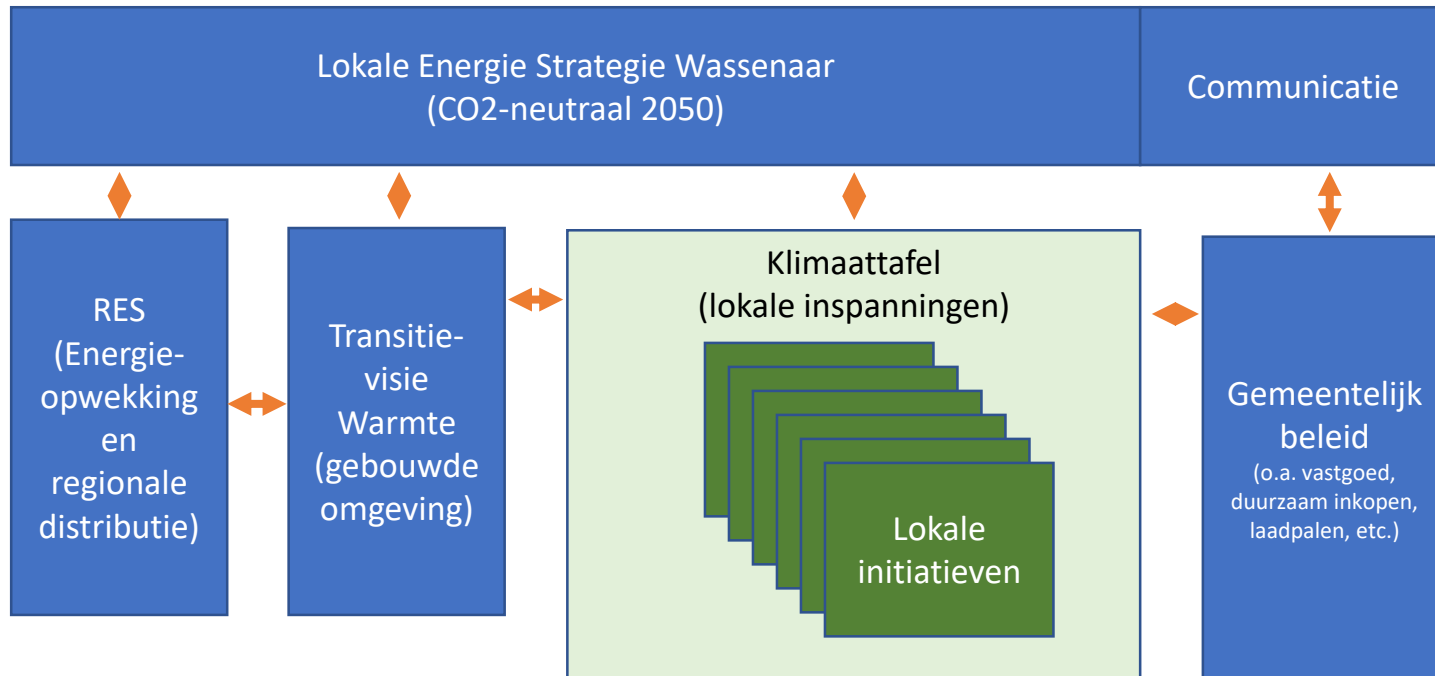 Lokale Energie Strategie Wassenaar
(CO2-neutraal 2050)
Communicatie
RES
(Energie-
opwekking
en
regionale
distributie)
Transitie-
visie
Warmte
(gebouwde
omgeving)
Klimaattafel
(lokale inspanningen)
Lokale
initiatieven
Gemeentelijk
beleid
(o.a. vastgoed,
duurzaam inkopen,
laadpalen, etc.)